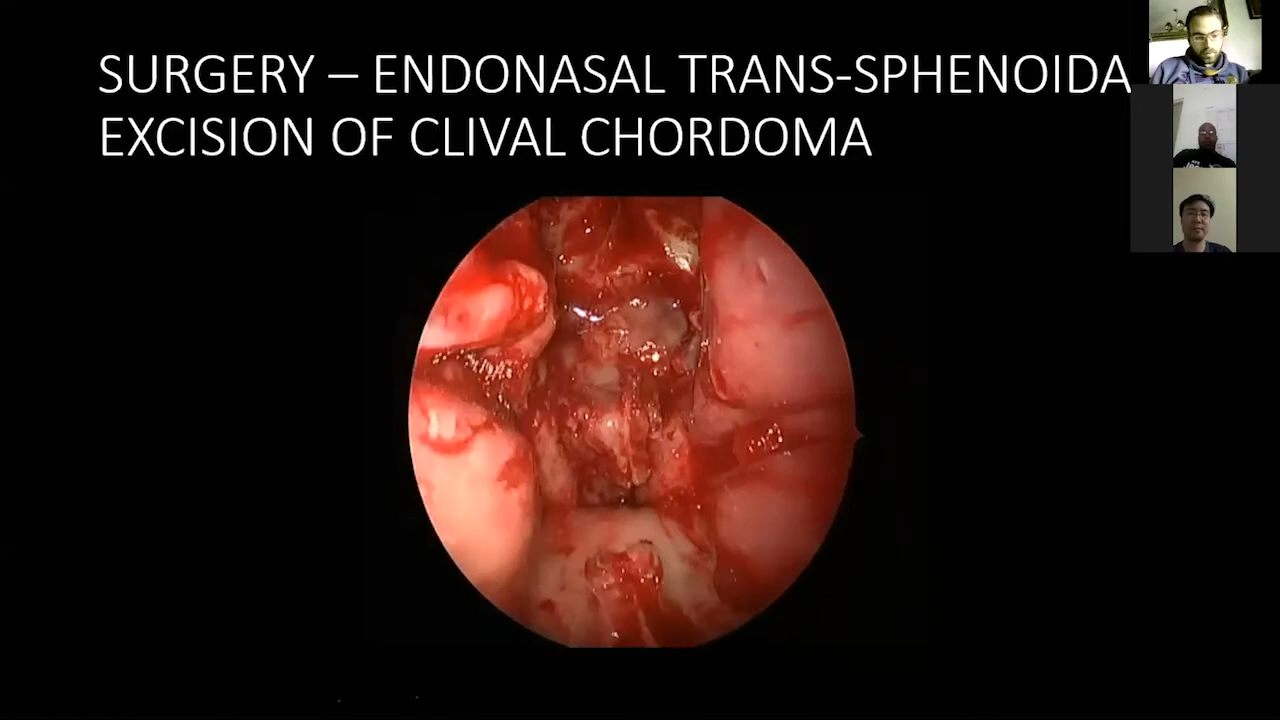 SURGERY – ENDONASAL TRANS-SPHENOIDA
EXCISION OF CLIVAL CHORDOMA